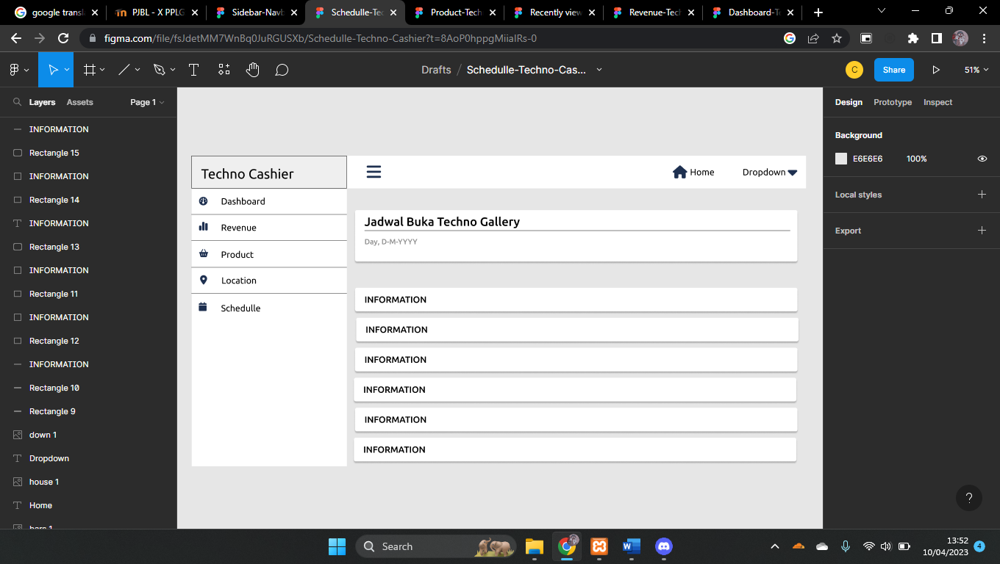 google transl
PJBL - X PPLG
Sidebar-Navb
Schedulle-Tec
Product-Tech
Recently view
Revenue-Tech
Dashboard-Te
figma.com/file/fsJdetMM7WnBq0JuRGUSXb/Schedulle-Techno-Cashier?t=8AoP0hppgMiialRs-0
Drafts / Schedulle-Techno-Cas...
C
Share
51%
Layers Assets Page 1
INFORMATION
Rectangle 15
INFORMATION
Rectangle 14
INFORMATION
Rectangle 13
INFORMATION
Rectangle 11
INFORMATION
Rectangle 12
INFORMATION
Rectangle 10
Rectangle 9
down 1
Dropdown
house 1
Home
bars 1
Techno Cashier
Home Dropdown
Dashboard
Revenue
Product
Location
Schedulle
Jadwal Buka Techno Gallery
Day, D-M-YYYY
INFORMATION
INFORMATION
INFORMATION
INFORMATION
INFORMATION
INFORMATION
Design Prototype Inspect
Background
E6E6E6 100%
Local styles
Export
?
Search
13:52
10/04/2023
4